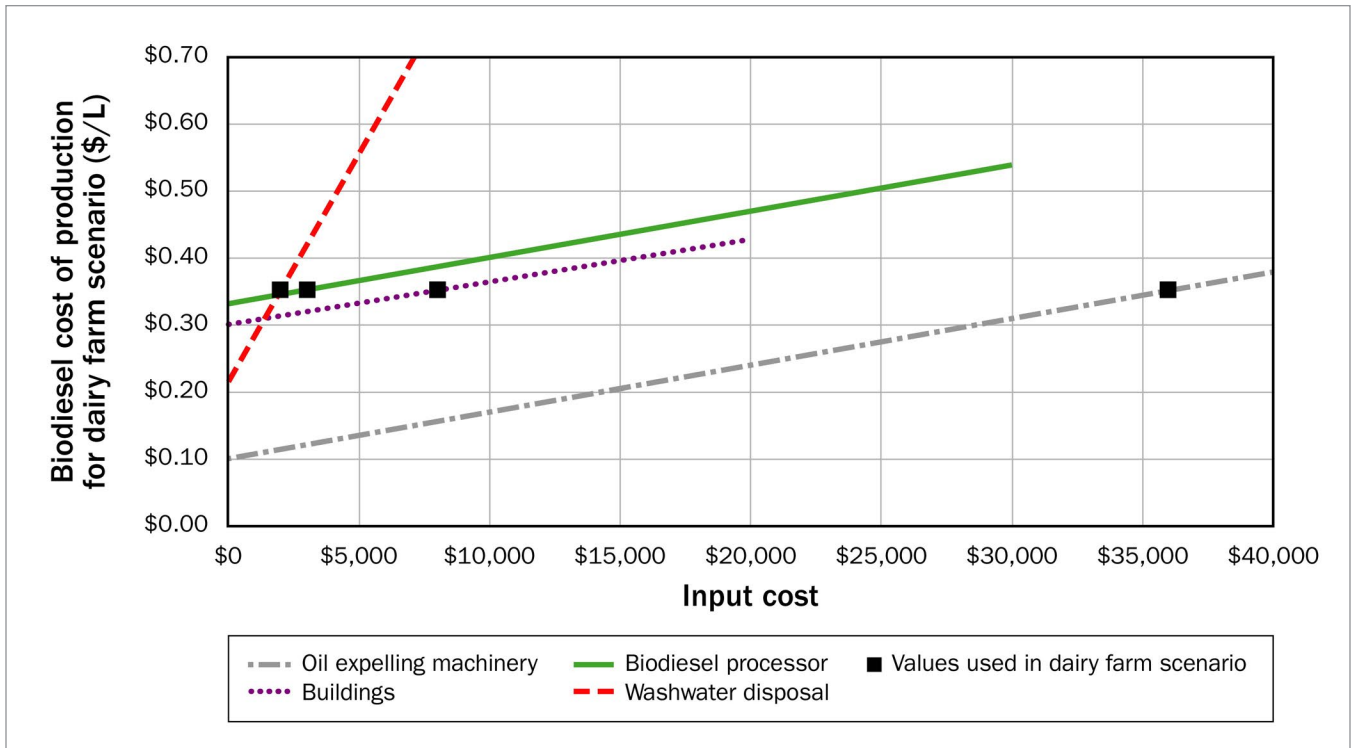 Biodiesel cost of production
for dairy farm scenario ($/L)
$0.70
$0.60
$0.50
$0.40
$0.30
$0.20
$0.10
$0.00
$0 $5,000 $10,000 $15,000 $20,000 $25,000 $30,000 $35,000 $40,000
Input cost
Oil expelling machinery Biodiesel processor Values used in dairy farm scenario
Buildings Washwater disposal